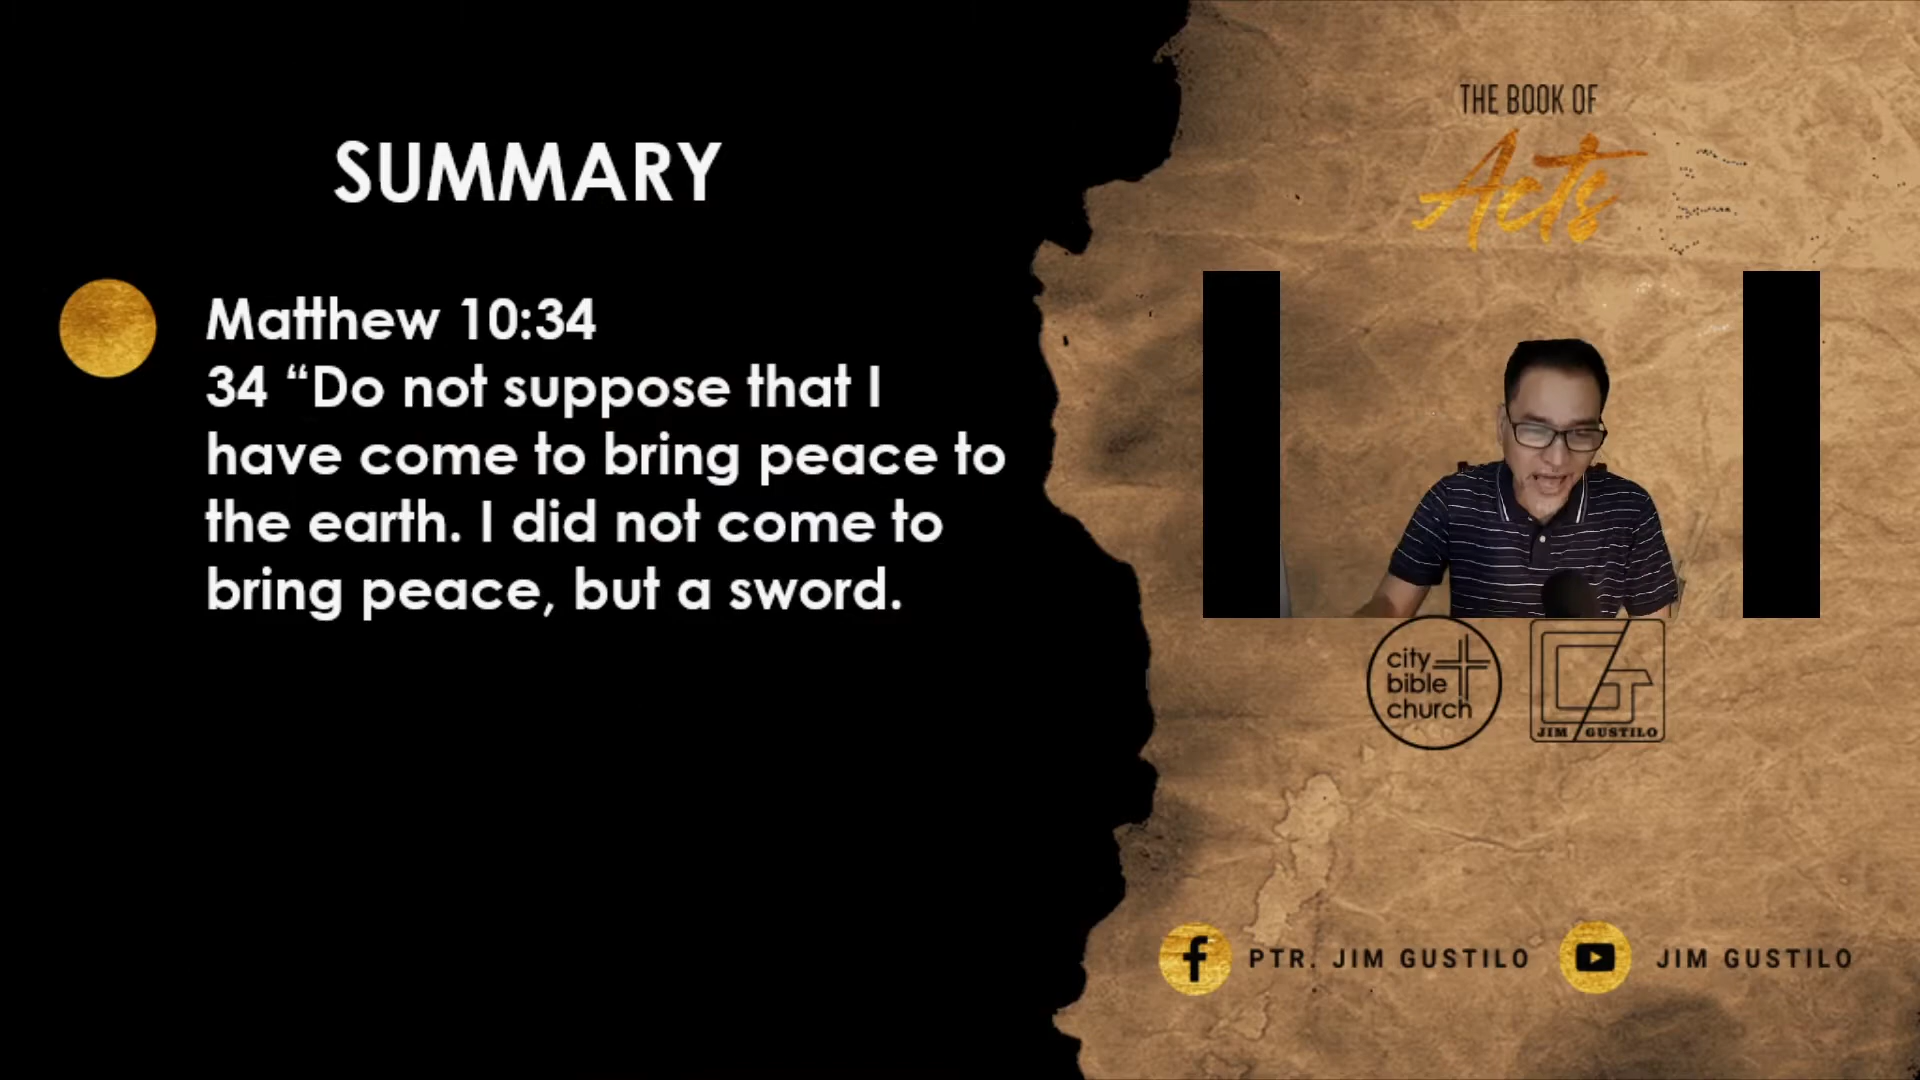 SUMMARY
Matthew 10:34
34 “Do not suppose that I
have come to bring peace to
the earth. I did not come to
bring peace, but a sword.
THE BOOK OF
Acts
city
bible
church
JIM GUSTILO
PTR. JIM GUSTILO
JIM GUSTILO